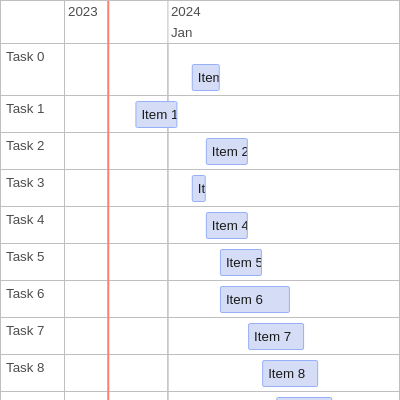 2023 2024
Jan
Task 0
Item
Task 1
Item 1
Task 2
Item 2
Task 3
It
Task 4
Item 4
Task 5
Item 5
Task 6
Item 6
Task 7
Item 7
Task 8
Item 8